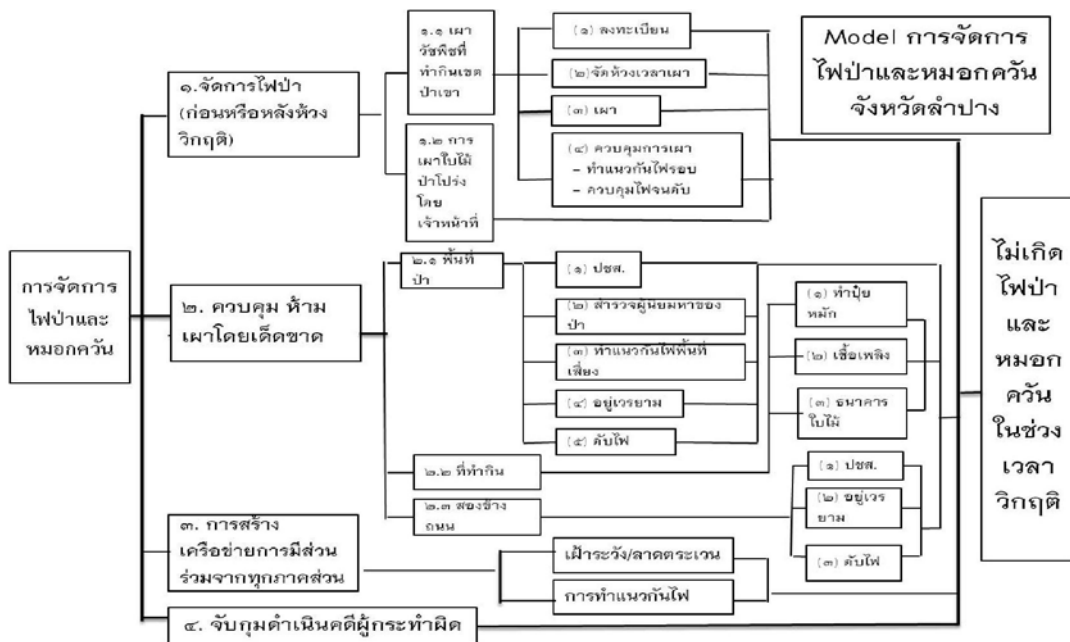 Model การจัดการ
ไฟป่าและหมอกควัน
จังหวัดลำปาง
การจัดการ
ไฟป่าและ
หมอกควัน
๑.จัดการไฟป่า
(ก่อนหรือหลังห้วง
วิกฤติ)
๑.๑ เผา
วัชพืชที่
ทำกินเขต
ป่าเขา
(๑) ลงทะเบียน
(๒)จัดห้วงเวลาเผา
(๓) เผา
(๔) ควบคุมการเผา
– ทำแนวกันไฟรอบ
– ควบคุมไฟจนดับ
๑.๒ การ
เผาใบไม้
ป่าโปร่ง
โดย
เจ้าหน้าที่
๒. ควบคุม ห้าม
เผาโดยเด็ดขาด
๒.๑ พื้นที่
ป่า
(๑) ปชส.
(๒) สำรวจผู้นิยมหาของ
ป่า
(๓) ทำแนวกันไฟพื้นที่
เสี่ยง
(๔) อยู่เวรยาม
(๕) ดับไฟ
๒.๒ ที่ทำกิน
(๑) ทำปุ๋ย
หมัก
(๒) เชื้อเพลิง
(๓) ธนาคาร
ใบไม้
๒.๓ สองข้าง
ถนน
(๑) ปชส.
(๒) อยู่เวร
ยาม
(๓) ดับไฟ
๓. การสร้าง
เครือข่ายการมีส่วน
ร่วมจากทุกภาคส่วน
เฝ้าระวัง/ลาดตระเวน
การทำแนวกันไฟ
๔. จับกุมดำเนินคดีผู้กระทำผิด
ไม่เกิด
ไฟป่า
และ
หมอก
ควัน
ในช่วง
เวลา
วิกฤติ